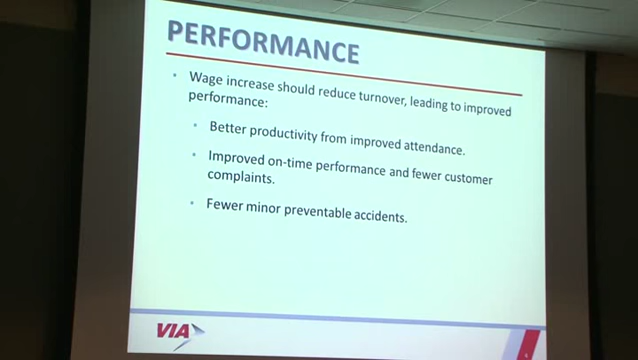 PERFORMANCE
• Wage increase should reduce turnover, leading to improved
performance:
• Better productivity from improved attendance.
• Improved on-time performance and fewer customer
complaints.
• Fewer minor preventable accidents.
VIA